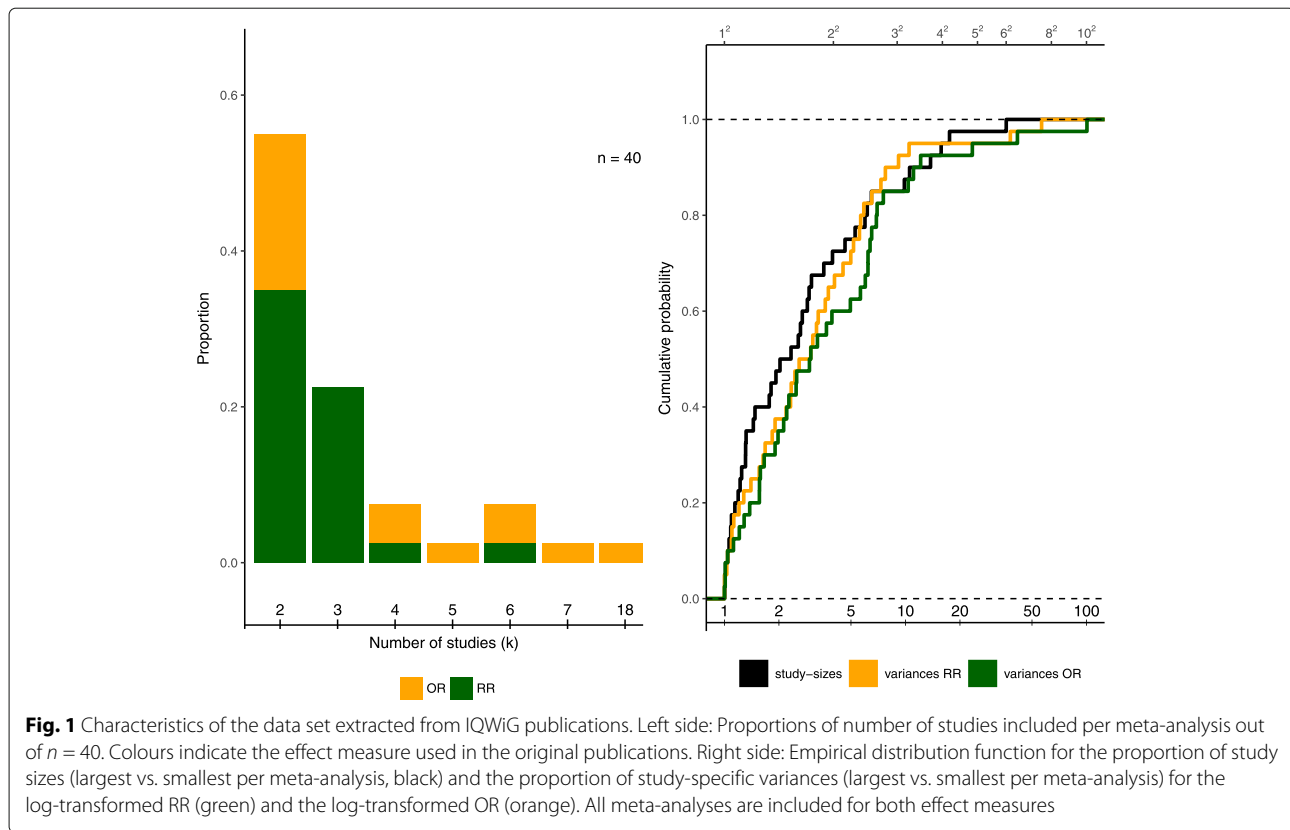 0.6
0.4
0.2
0.0
Proportion
n = 40
2 3 4 5 6 7 18
Number of studies (k)
OR RR
1² 2² 3² 4² 5² 6² 8² 10²
1.0
0.8
0.6
0.4
0.2
0.0
Cumulative probability
1 2 5 10 20 50 100
study−sizes variances RR variances OR
Fig. 1 Characteristics of the data set extracted from IQWiG publications. Left side: Proportions of number of studies included per meta-analysis out
of n = 40. Colours indicate the effect measure used in the original publications. Right side: Empirical distribution function for the proportion of study
sizes (largest vs. smallest per meta-analysis, black) and the proportion of study-specific variances (largest vs. smallest per meta-analysis) for the
log-transformed RR (green) and the log-transformed OR (orange). All meta-analyses are included for both effect measures